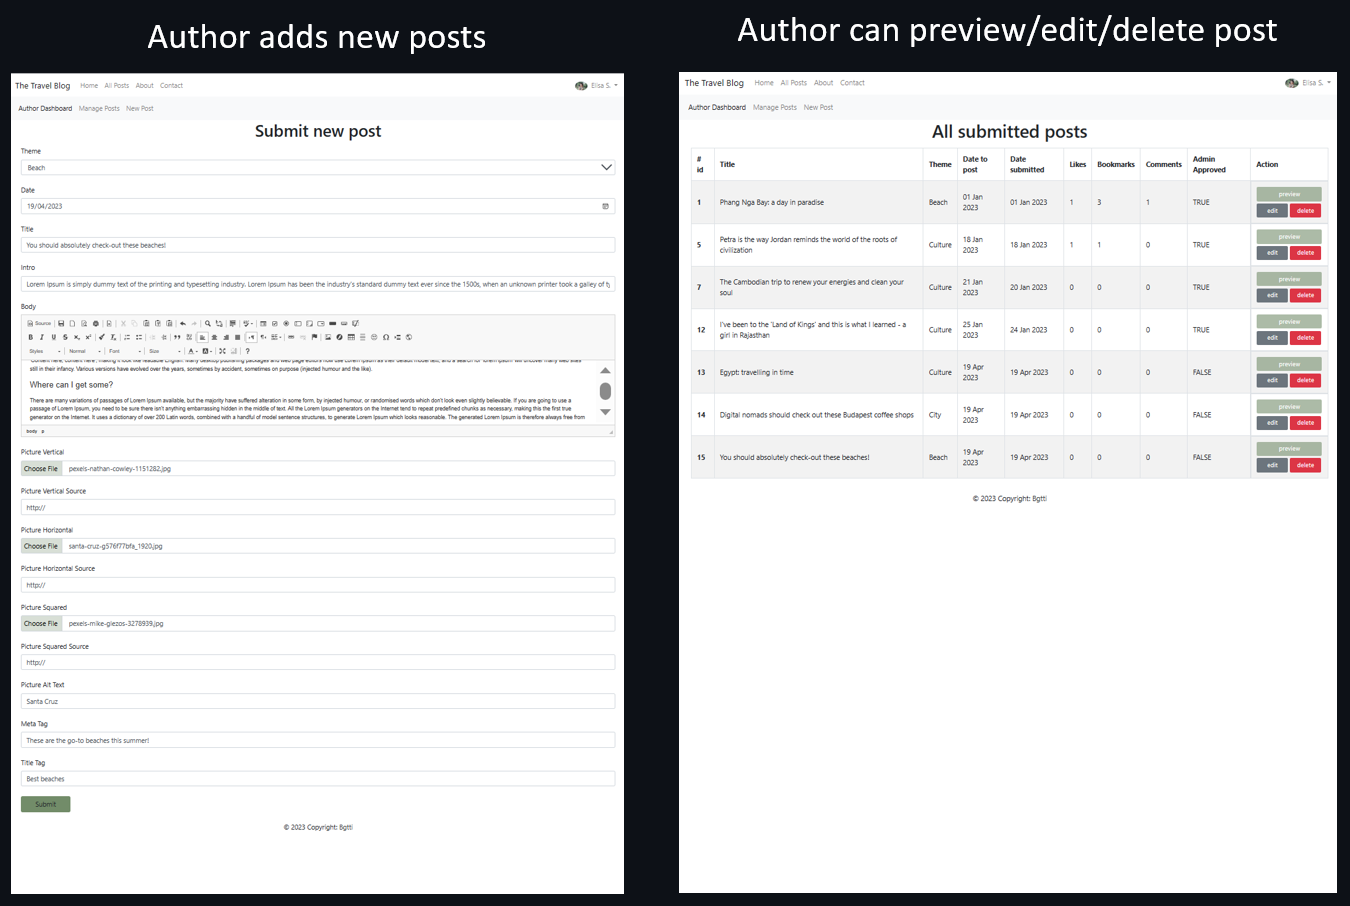 Author adds new posts
The Travel Blog Home All Posts About Contact Elisa S.
Author Dashboard Manage Posts New Post
Submit new post
Theme
Beach
Date
19/04/2023
Title
You should absolutely check-out these beaches!
Intro
Lorem Ipsum is simply dummy text of the printing and typesetting industry. Lorem Ipsum has been the industry's standard dummy text ever since the 1500s, when an unknown printer took a galley of t
Body
Source
Styles Normal Font Size
still in their infancy. Various versions have evolved over the years, sometimes by accident, sometimes on purpose (injected humour and the like).
Where can I get some?
There are many variations of passages of Lorem Ipsum available, but the majority have suffered alteration in some form, by injected humour, or randomised words which don't look even slightly believable. If you are going to use a
passage of Lorem Ipsum, you need to be sure there isn't anything embarrassing hidden in the middle of text. All the Lorem Ipsum generators on the Internet tend to repeat predefined chunks as necessary, making this the first true
generator on the Internet. It uses a dictionary of over 200 Latin words, combined with a handful of model sentence structures, to generate Lorem Ipsum which looks reasonable. The generated Lorem Ipsum is therefore always free from
body p
Picture Vertical
Choose File pexels-nathan-cowley-1151282.jpg
Picture Vertical Source
http://
Picture Horizontal
Choose File santa-cruz-g576f77bfa_1920.jpg
Picture Horizontal Source
http://
Picture Squared
Choose File pexels-mike-giezos-3278939.jpg
Picture Squared Source
http://
Picture Alt Text
Santa Cruz
Meta Tag
These are the go-to beaches this summer!
Title Tag
Best beaches
Submit
© 2023 Copyright: Bgtti
Author can preview/edit/delete post
The Travel Blog Home All Posts About Contact Elisa S.
Author Dashboard Manage Posts New Post
All submitted posts
# id Title Theme Date to post Date submitted Likes Bookmarks Comments Admin Approved Action
1 Phang Nga Bay: a day in paradise Beach 01 Jan 2023 01 Jan 2023 1 3 1 TRUE preview edit delete
5 Petra is the way Jordan reminds the world of the roots of civilization Culture 18 Jan 2023 18 Jan 2023 1 1 0 TRUE preview edit delete
7 The Cambodian trip to renew your energies and clean your soul Culture 21 Jan 2023 20 Jan 2023 0 0 0 TRUE preview edit delete
12 I've been to the 'Land of Kings' and this is what I learned - a girl in Rajasthan Culture 25 Jan 2023 24 Jan 2023 0 0 0 TRUE preview edit delete
13 Egypt: travelling in time Culture 19 Apr 2023 19 Apr 2023 0 0 0 FALSE preview edit delete
14 Digital nomads should check out these Budapest coffee shops City 19 Apr 2023 19 Apr 2023 0 0 0 FALSE preview edit delete
15 You should absolutely check-out these beaches! Beach 19 Apr 2023 19 Apr 2023 0 0 0 FALSE preview edit delete
© 2023 Copyright: Bgtti